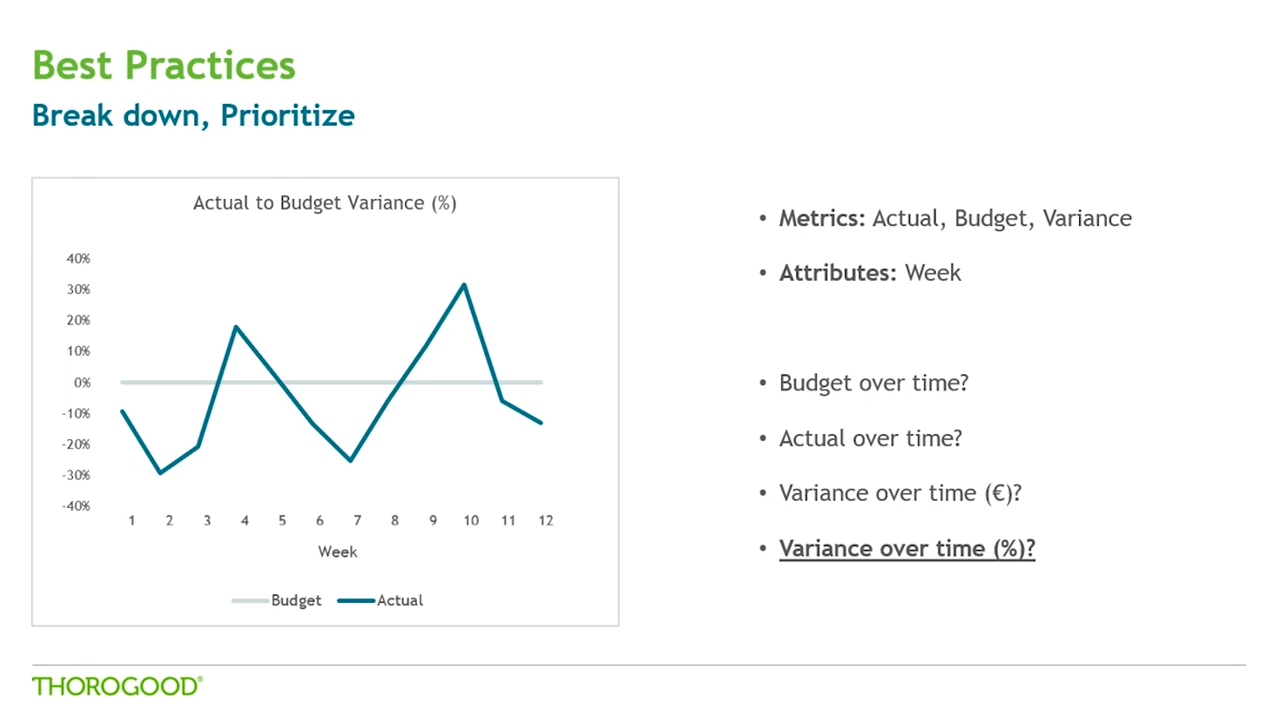 Best Practices
Break down, Prioritize
Actual to Budget Variance (%)
40%
30%
20%
10%
0%
-10%
-20%
-30%
-40%
1 2 3 4 5 6 7 8 9 10 11 12
Week
Budget Actual
• Metrics: Actual, Budget, Variance
• Attributes: Week
• Budget over time?
• Actual over time?
• Variance over time (€)?
• Variance over time (%)?
THOROGOOD®